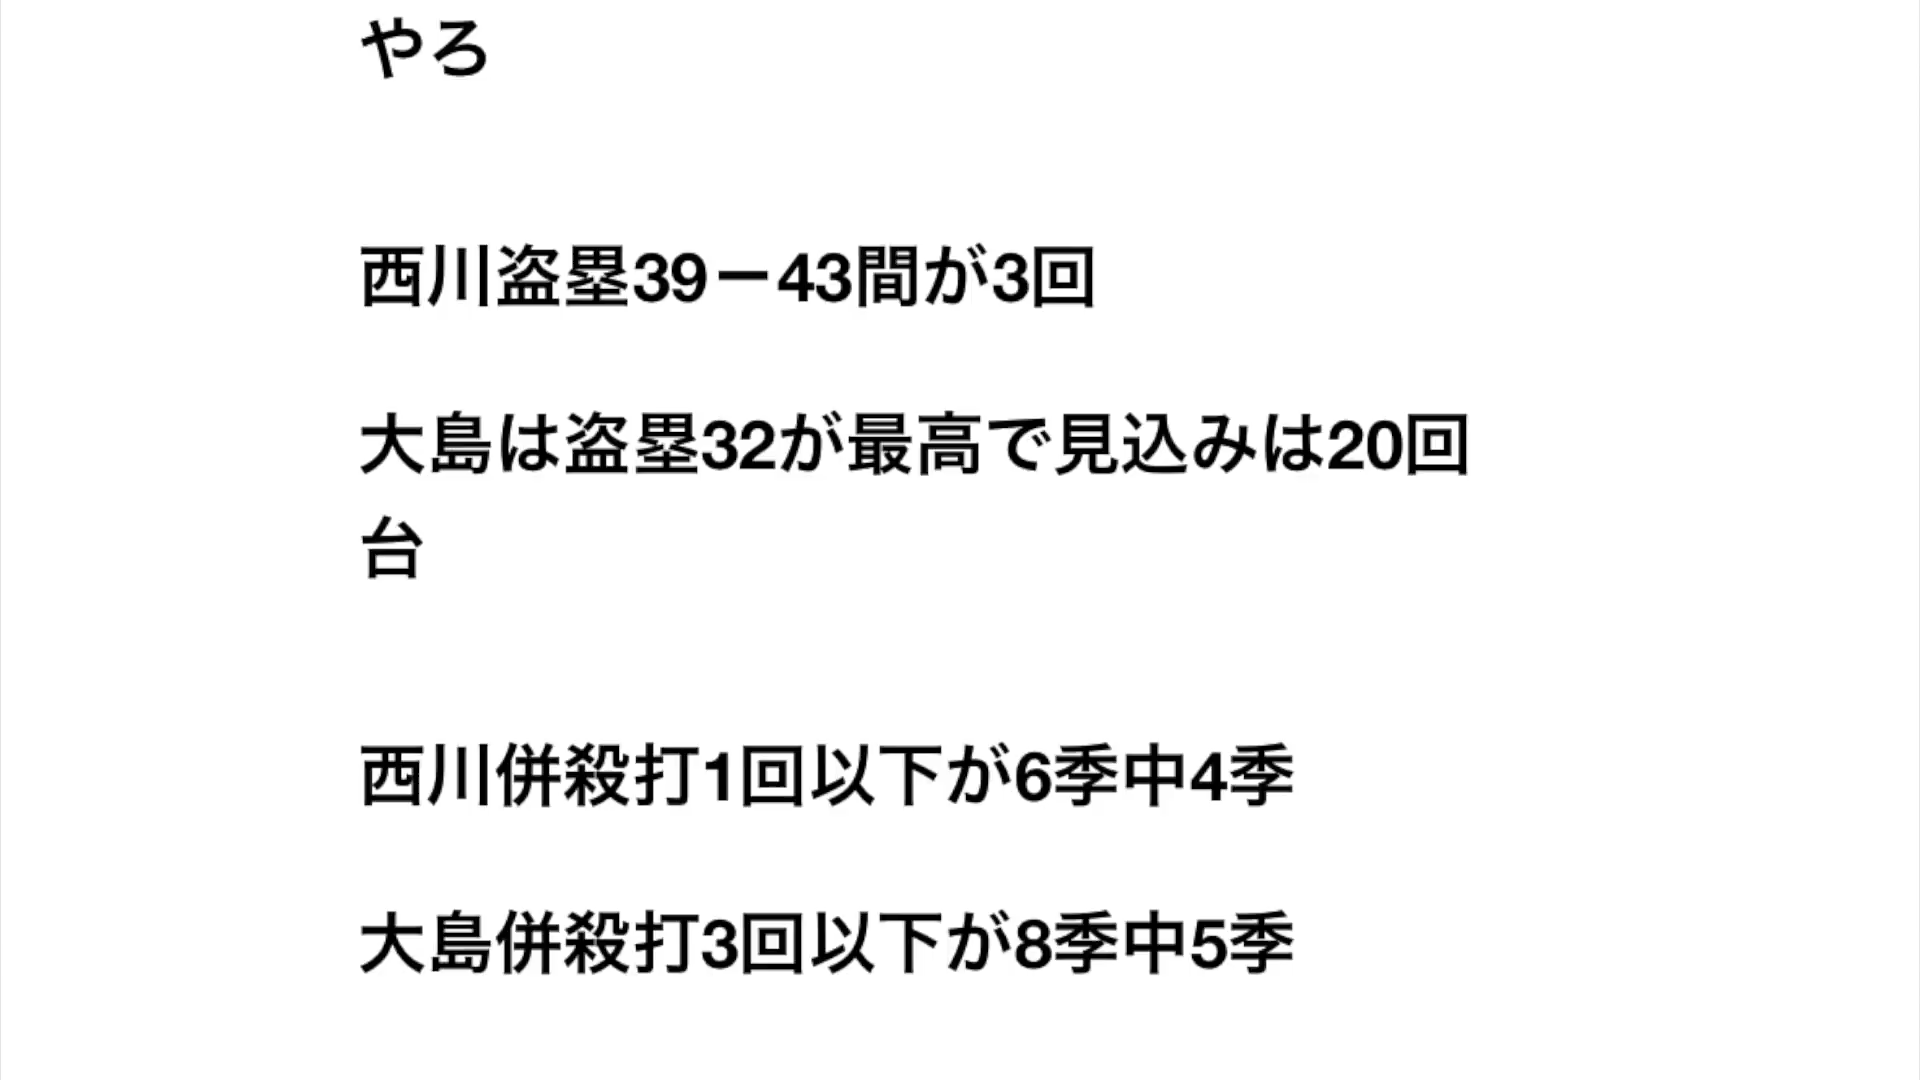 やろ
西川盗塁39ー43間が3回
大島は盗塁32が最高で見込みは20回
台
西川併殺打1回以下が6季中4季
大島併殺打3回以下が8季中5季